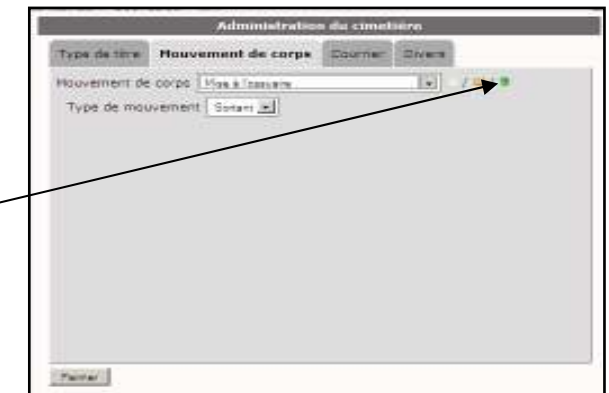 Administration du cimetière
Type de titre Mouvement de corps Courrier Divers
Mouvement de corps Mise à l'ossuaire
Type de mouvement Sortant
Fermer